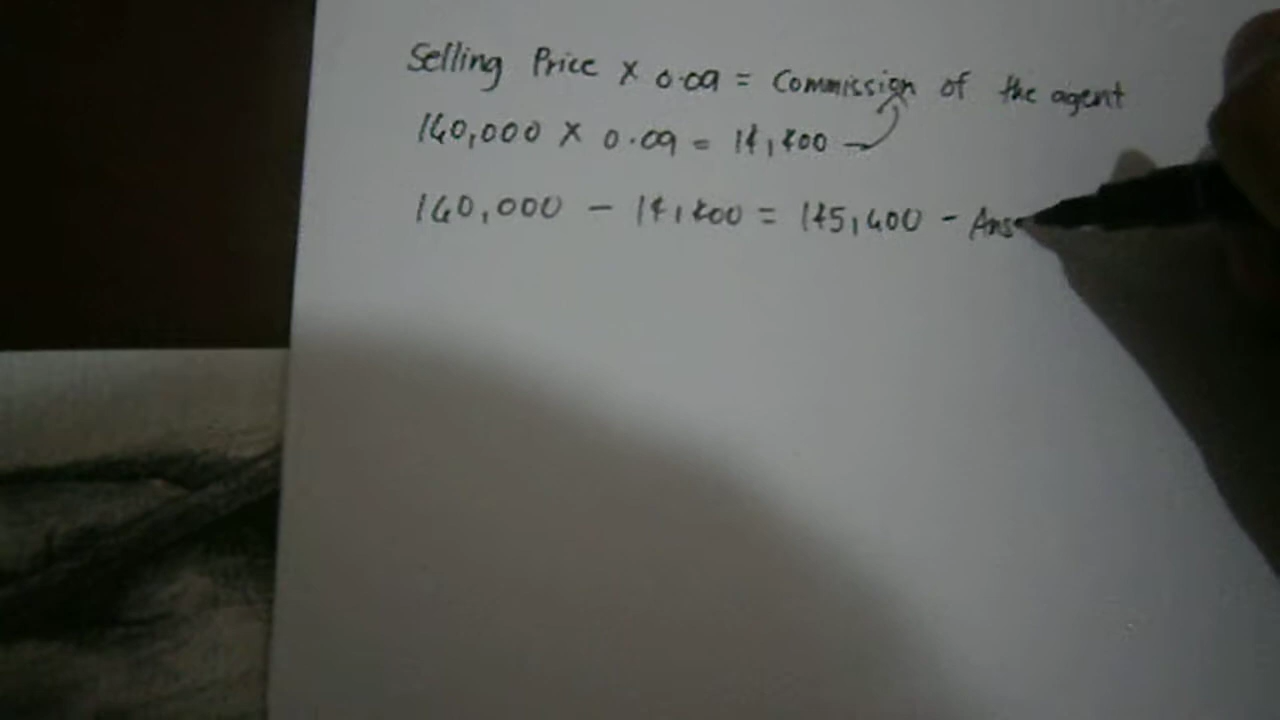 Selling Price × 0.09 = Commission of the agent
160,000 × 0.09 = 14,400
160,000 - 14,400 = 145,600 - Ans